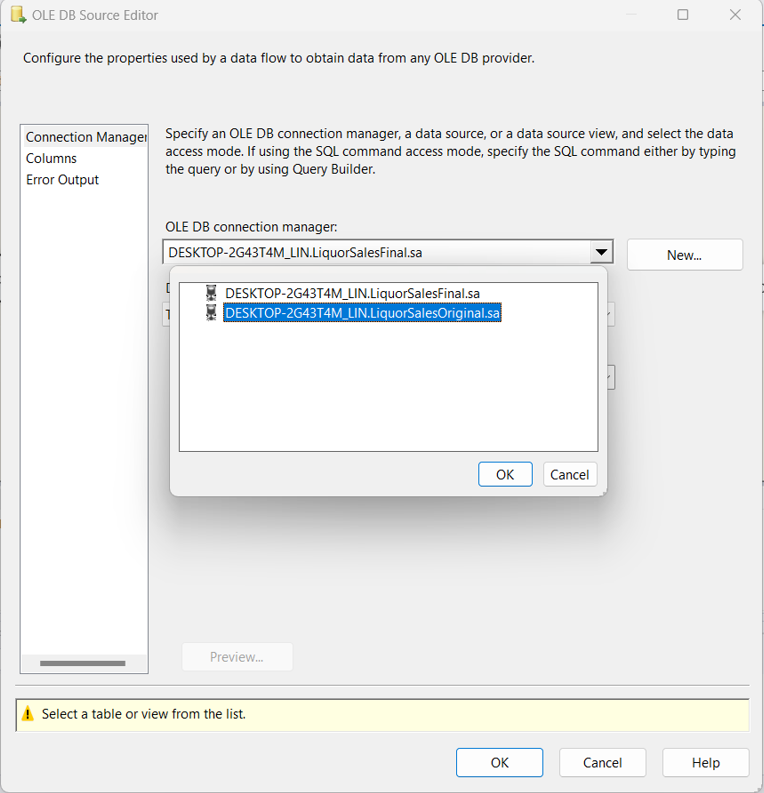 OLE DB Source Editor
Configure the properties used by a data flow to obtain data from any OLE DB provider.
Connection Manager
Columns
Error Output
Specify an OLE DB connection manager, a data source, or a data source view, and select the data
access mode. If using the SQL command access mode, specify the SQL command either by typing
the query or by using Query Builder.
OLE DB connection manager:
DESKTOP-2G43T4M_LIN.LiquorSalesFinal.sa
New...
DESKTOP-2G43T4M_LIN.LiquorSalesFinal.sa
DESKTOP-2G43T4M_LIN.LiquorSalesOriginal.sa
OK
Cancel
Preview...
Select a table or view from the list.
OK
Cancel
Help